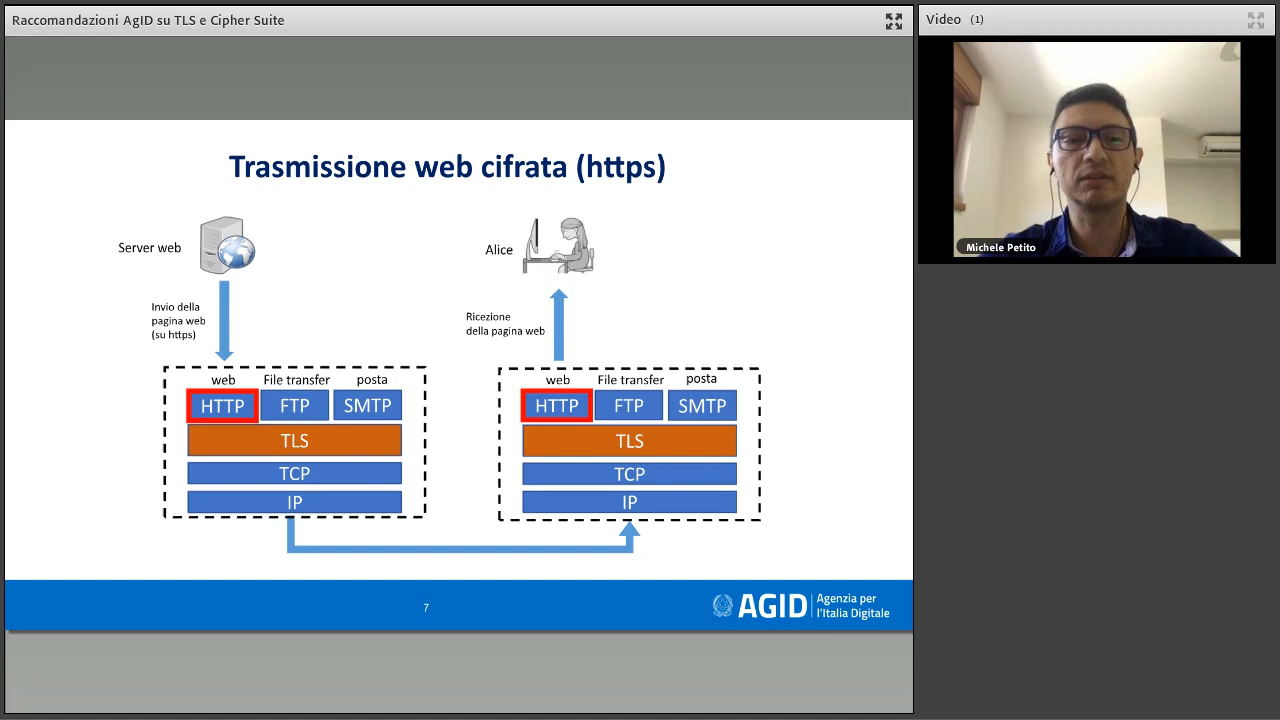 Raccomandazioni AgID su TLS e Cipher Suite
Video (1)
Michele Petito
Trasmissione web cifrata (https)
Server web
Alice
Invio della
pagina web
(su https)
Ricezione
della pagina web
web File transfer posta
HTTP FTP SMTP
TLS
TCP
IP
web File transfer posta
HTTP FTP SMTP
TLS
TCP
IP
7
AGID
Agenzia per
l'Italia Digitale